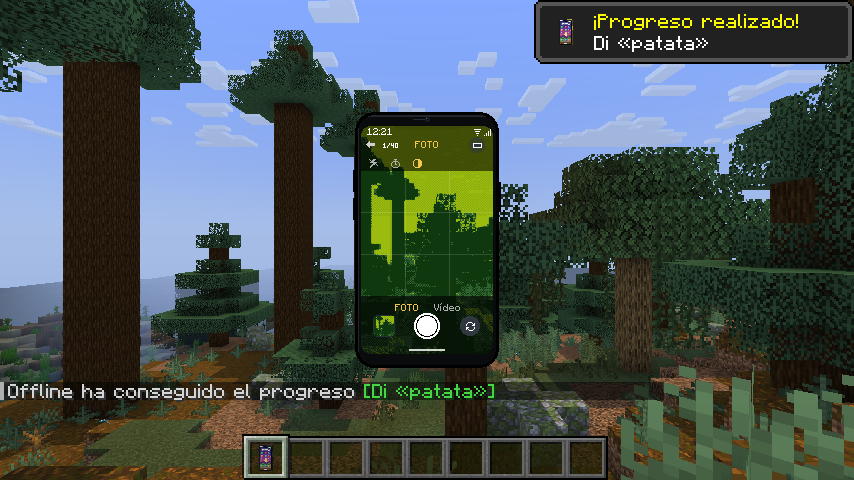 ¡Progreso realizado!
Di «patata»
12:21
1/40 FOTO
FOTO Vídeo
Offline ha conseguido el progreso [Di «patata»]